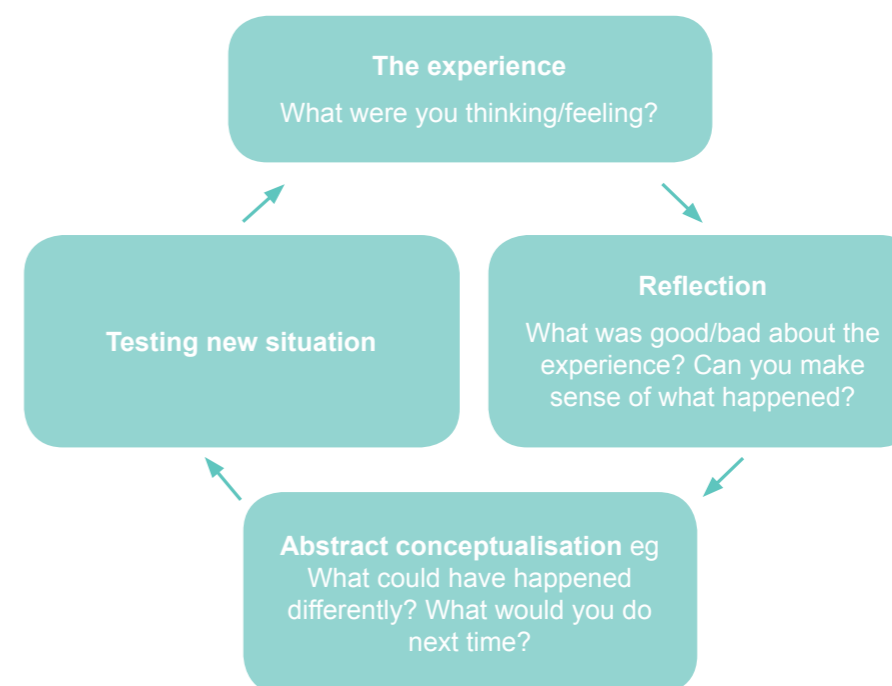 The experience
What were you thinking/feeling?
Reflection
What was good/bad about the
experience? Can you make
sense of what happened?
Abstract conceptualisation eg
What could have happened
differently? What would you do
next time?
Testing new situation